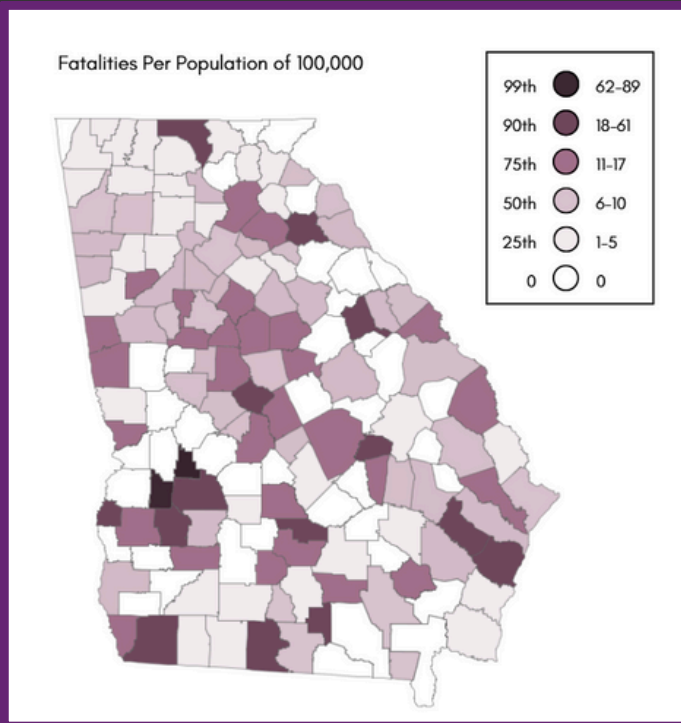 Fatalities Per Population of 100,000
99th 62-89
90th 18-61
75th 11-17
50th 6-10
25th 1-5
0 0